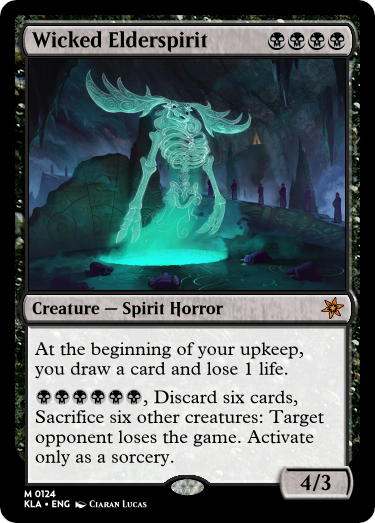 Wicked Elderspirit
Creature — Spirit Horror
At the beginning of your upkeep,
you draw a card and lose 1 life.
, Discard six cards,
Sacrifice six other creatures: Target
opponent loses the game. Activate
only as a sorcery.
4/3
M 0124
KLA • ENG Ciaran Lucas